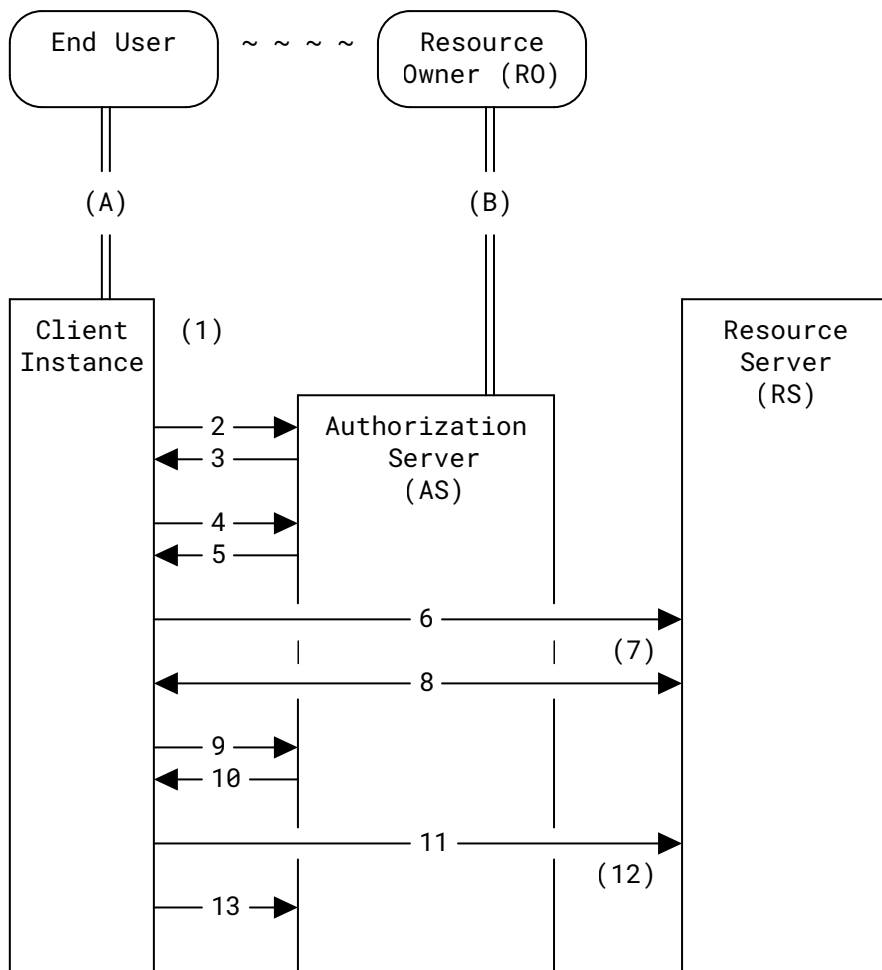 End User ~ ~ ~ ~ Resource
Owner (RO)
(A) (B)
Client (1) Resource
Instance Server
(RS)
2 Authorization
3 Server
(AS)
4
5
6
(7)
8
9
10
11
(12)
13